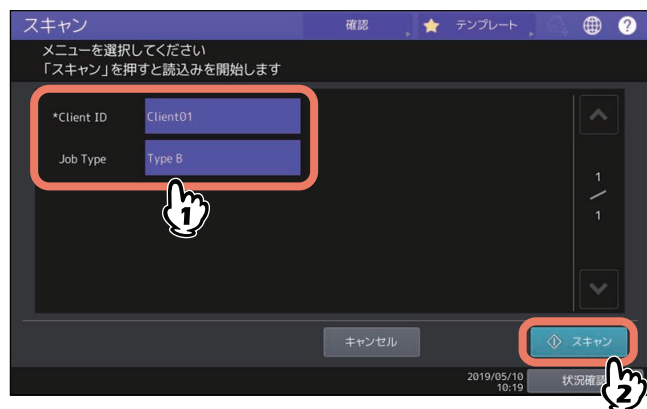 スキャン
確認
テンプレート
?
メニューを選択してください
「スキャン」を押すと読込みを開始します
*Client ID
Client01
Job Type
Type B
1
1
1
キャンセル
スキャン
2019/05/10
10:19
状況確認
2